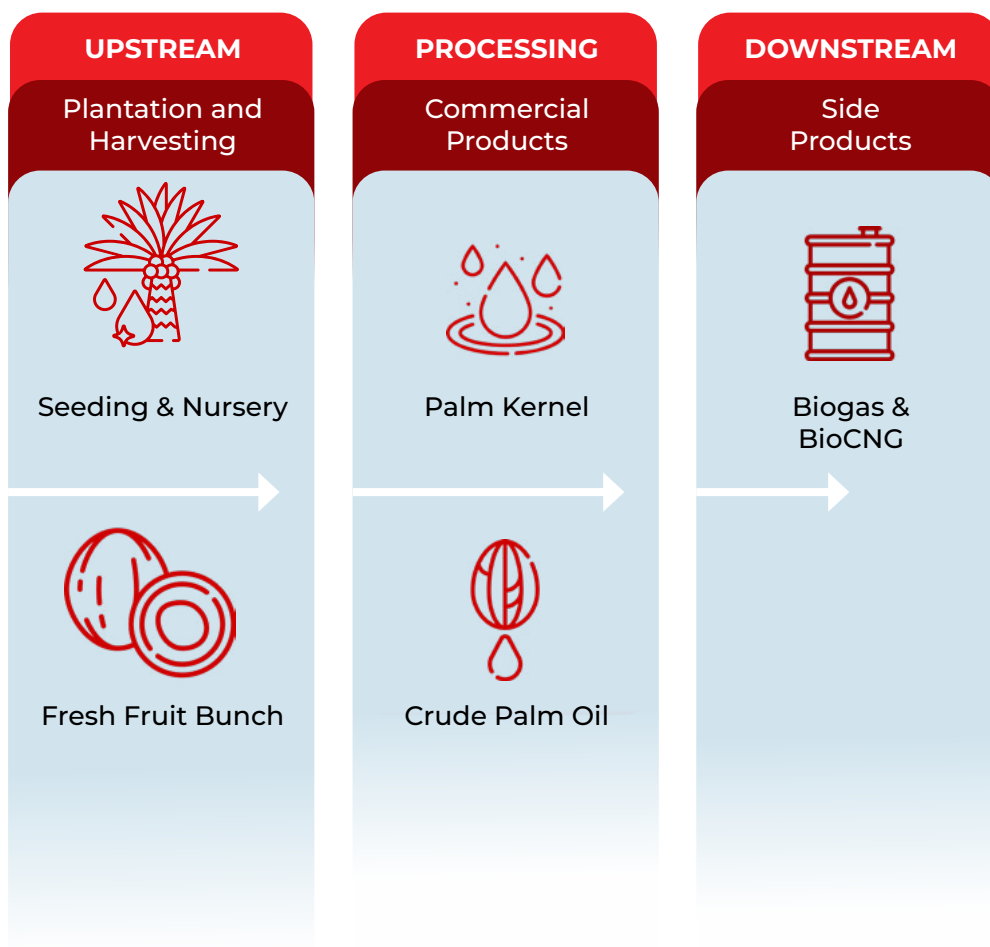 UPSTREAM
Plantation and
Harvesting
Seeding & Nursery
Fresh Fruit Bunch
PROCESSING
Commercial
Products
Palm Kernel
Crude Palm Oil
DOWNSTREAM
Side
Products
Biogas &
BioCNG